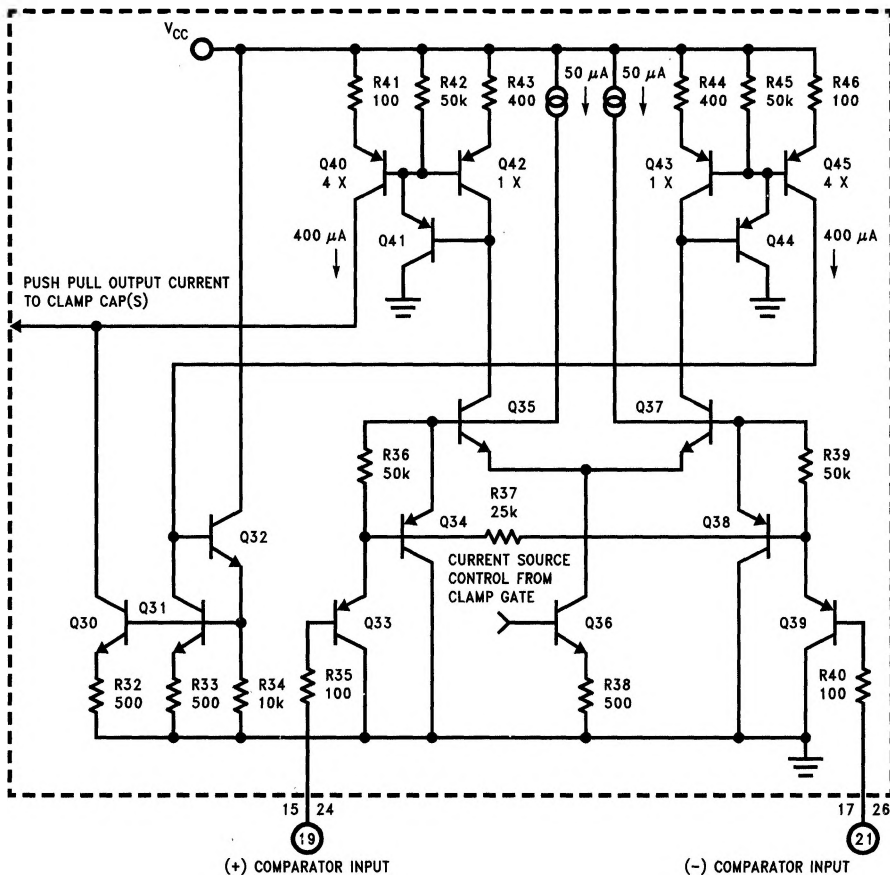 VCC
R41
100
R42
50k
R43
400
50 μA
50 μA
R44
400
R45
50k
R46
100
Q40
4 X
Q42
1 X
Q43
1 X
Q45
4 X
400 μA
Q41
Q44
400 μA
PUSH PULL OUTPUT CURRENT
TO CLAMP CAP(S)
Q35
Q37
R36
50k
R39
50k
R37
25k
Q34
Q38
Q32
CURRENT SOURCE
CONTROL FROM
CLAMP GATE
Q30
Q31
Q33
Q36
Q39
R32
500
R33
500
R34
10k
R35
100
R38
500
R40
100
15 24
17 26
19
21
(+) COMPARATOR INPUT
(-) COMPARATOR INPUT